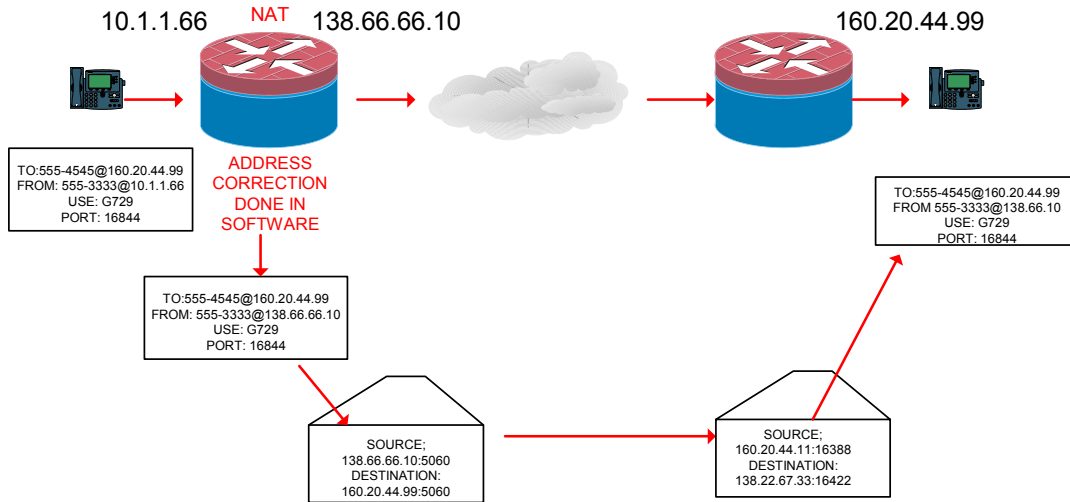 10.1.1.66
NAT
138.66.66.10
160.20.44.99
TO:555-4545@160.20.44.99
FROM: 555-3333@10.1.1.66
USE: G729
PORT: 16844
ADDRESS
CORRECTION
DONE IN
SOFTWARE
TO:555-4545@160.20.44.99
FROM 555-3333@138.66.10
USE: G729
PORT: 16844
TO:555-4545@160.20.44.99
FROM: 555-3333@138.66.66.10
USE: G729
PORT: 16844
SOURCE;
138.66.66.10:5060
DESTINATION:
160.20.44.99:5060
SOURCE;
160.20.44.11:16388
DESTINATION:
138.22.67.33:16422